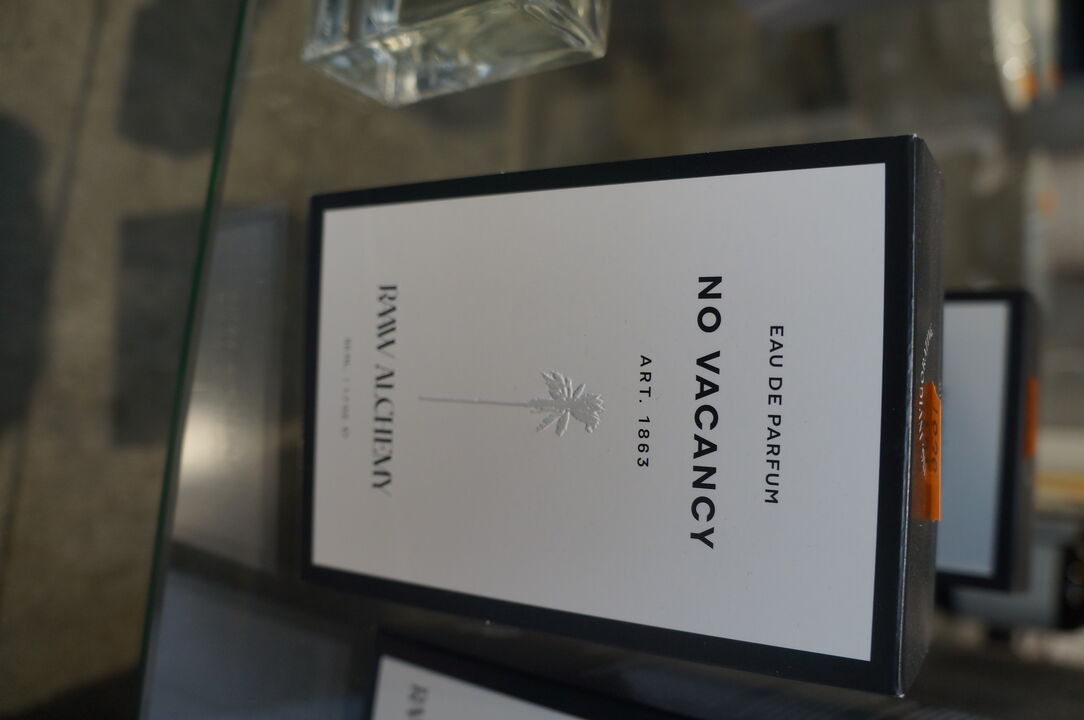 EAU DE PARFUM
NO VACANCY
ART. 1863
RAAW ALCHEMY